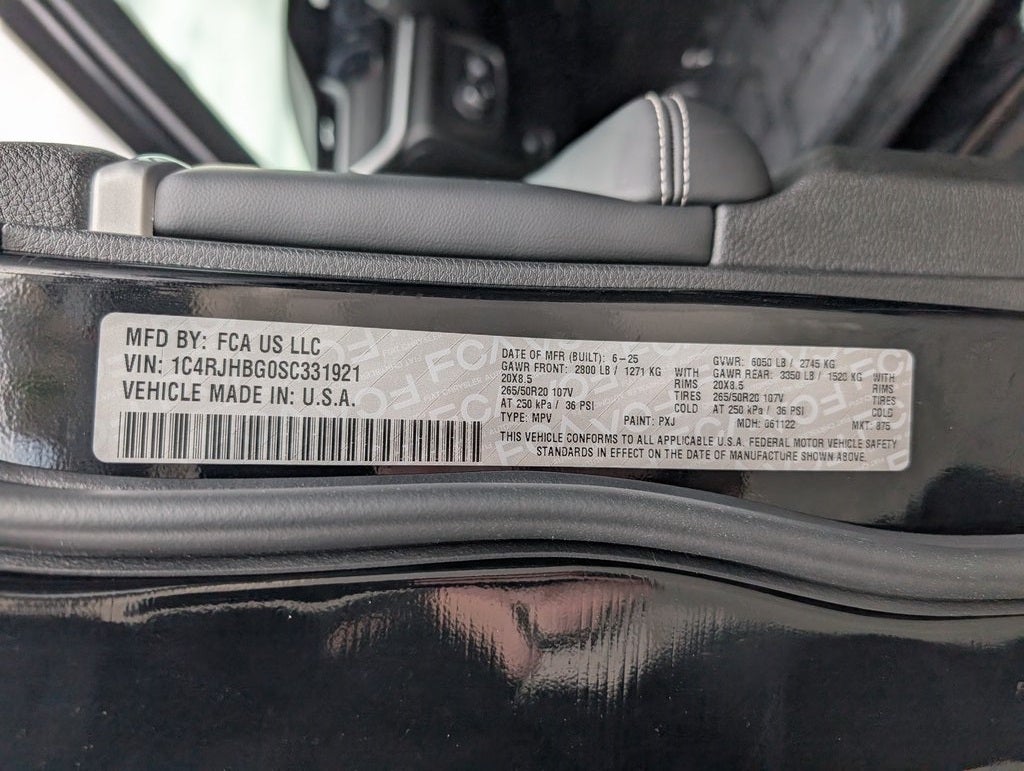 MFD BY: FCA US LLC
VIN: 1C4RJHBG0SC331921
VEHICLE MADE IN: U.S.A.
DATE OF MFR (BUILT): 6-25
GAWR FRONT: 2800 LB / 1271 KG WITH
20X8.5 RIMS
265/50R20 107V TIRES
AT 250 kPa / 36 PSI COLD
TYPE: MPV PAINT: PXJ
GVWR: 6050 LB / 2745 KG
GAWR REAR: 3350 LB / 1520 KG WITH
20X8.5 RIMS
265/50R20 107V TIRES
AT 250 kPa / 36 PSI COLD
MDH: 061122 MKT: 875
THIS VEHICLE CONFORMS TO ALL APPLICABLE U.S.A. FEDERAL MOTOR VEHICLE SAFETY
STANDARDS IN EFFECT ON THE DATE OF MANUFACTURE SHOWN ABOVE.